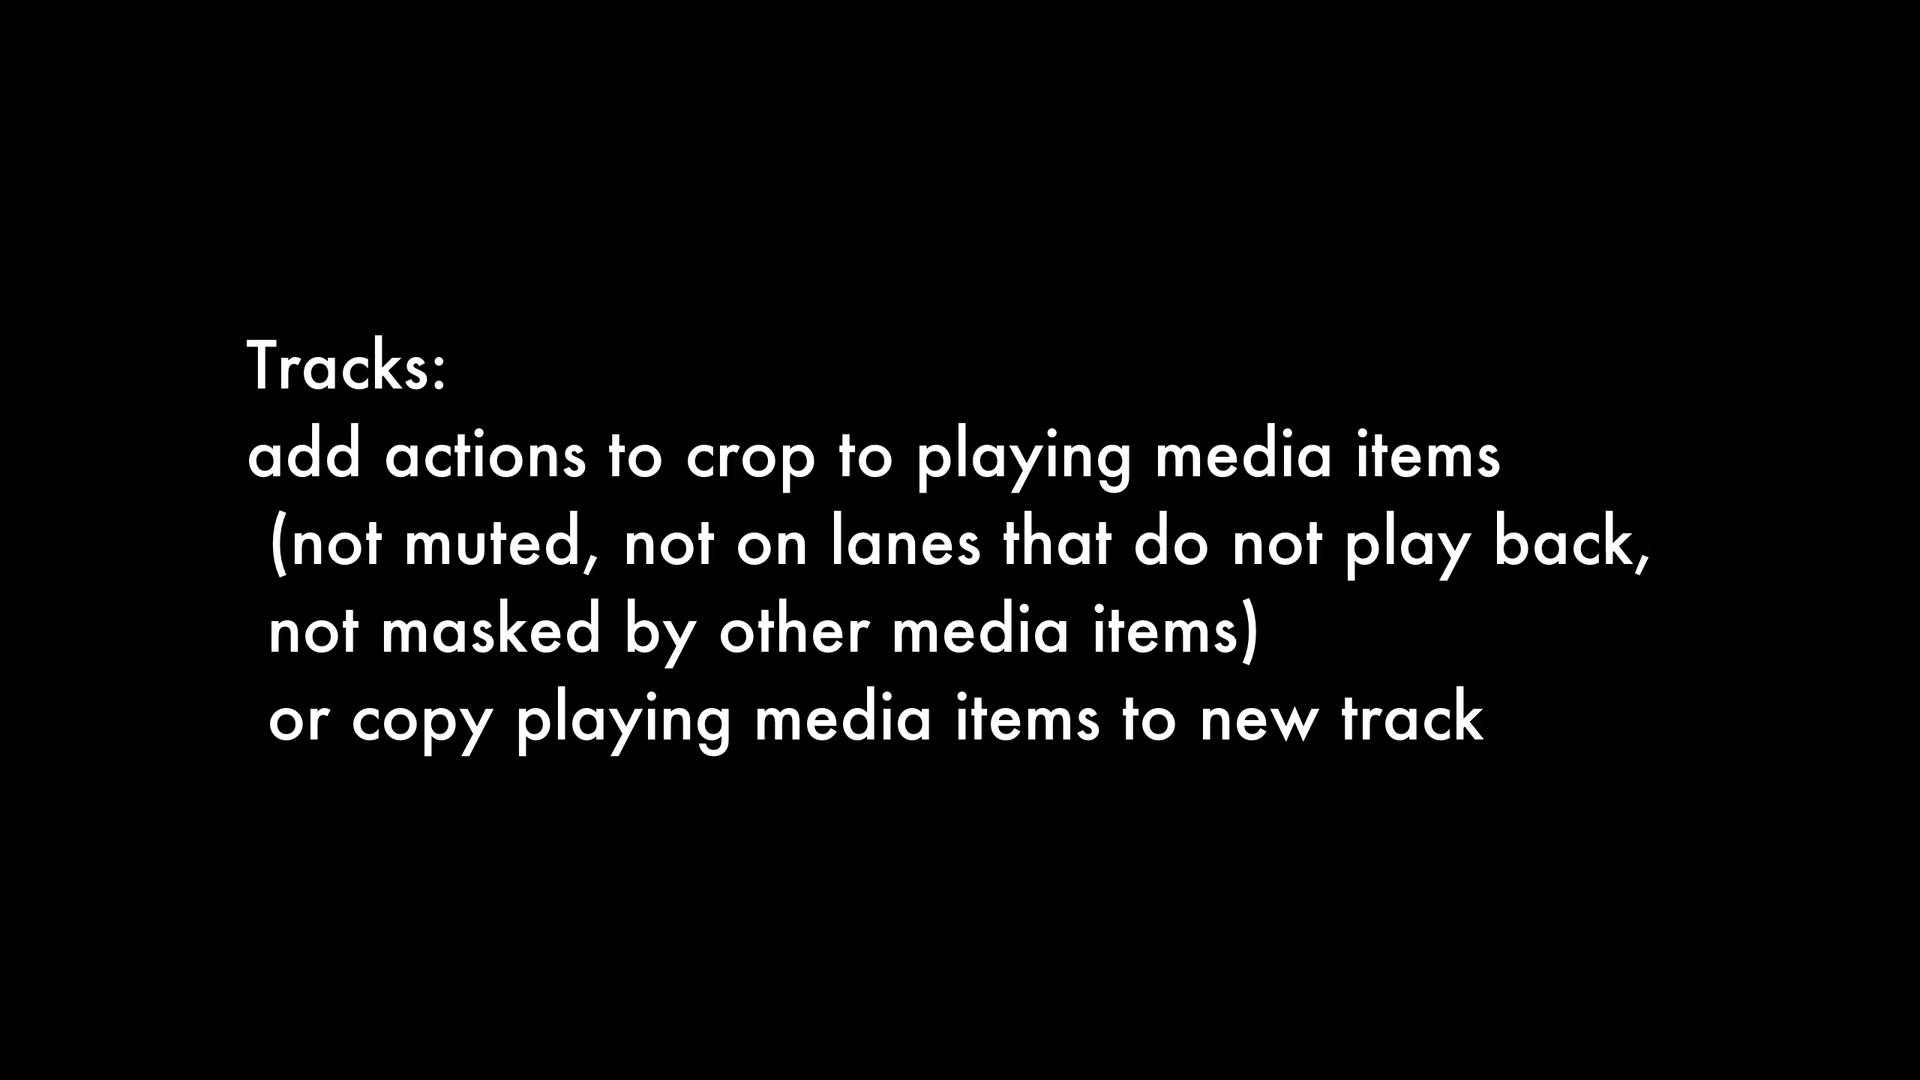 Tracks:
add actions to crop to playing media items
(not muted, not on lanes that do not play back,
not masked by other media items)
or copy playing media items to new track